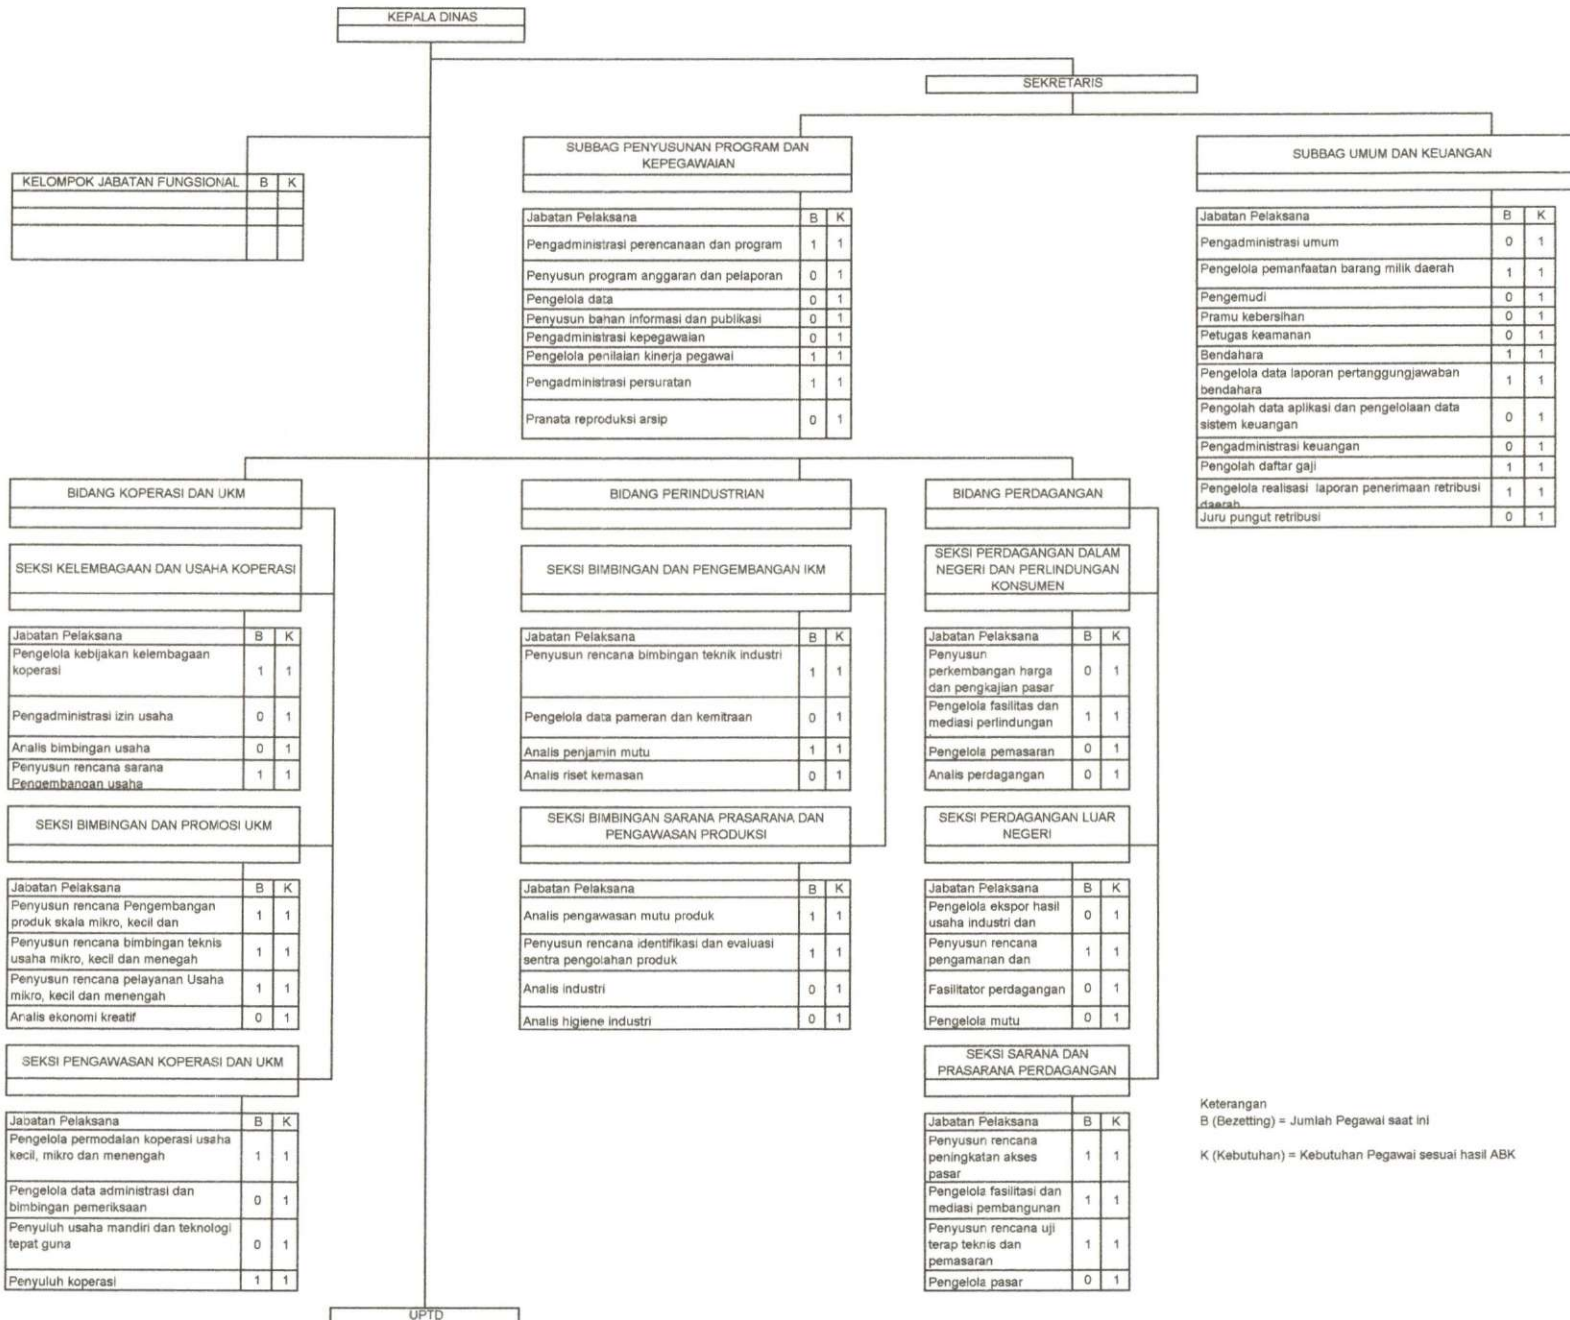 KEPALA DINAS
SEKRETARIS
SUBBAG PENYUSUNAN PROGRAM DAN
KEPEGAWAIAN
SUBBAG UMUM DAN KEUANGAN
KELOMPOK JABATAN FUNGSIONAL B K
Jabatan Pelaksana B K
Pengadministrasi perencanaan dan program 1 1
Penyusun program anggaran dan pelaporan 0 1
Pengelola data 0 1
Penyusun bahan informasi dan publikasi 0 1
Pengadministrasi kepegawaian 0 1
Pengelola penilaian kinerja pegawai 1 1
Pengadministrasi persuratan 1 1
Pranata reproduksi arsip 0 1
Jabatan Pelaksana B K
Pengadministrasi umum 0 1
Pengelola pemanfaatan barang milik daerah 1 1
Pengemudi 0 1
Pramu kebersihan 0 1
Petugas keamanan 0 1
Bendahara 1 1
Pengelola data laporan pertanggungjawaban
bendahara 1 1
Pengolah data aplikasi dan pengelolaan data
sistem keuangan 0 1
Pengadministrasi keuangan 0 1
Pengolah daftar gaji 1 1
Pengelola realisasi laporan penerimaan retribusi
daerah 1 1
Juru pungut retribusi 0 1
BIDANG KOPERASI DAN UKM
SEKSI KELEMBAGAAN DAN USAHA KOPERASI
Jabatan Pelaksana B K
Pengelola kebijakan kelembagaan
koperasi 1 1
Pengadministrasi izin usaha 0 1
Analis bimbingan usaha 0 1
Penyusun rencana sarana
Pengembangan usaha 1 1
SEKSI BIMBINGAN DAN PROMOSI UKM
Jabatan Pelaksana B K
Penyusun rencana Pengembangan
produk skala mikro, kecil dan 1 1
Penyusun rencana bimbingan teknis
usaha mikro, kecil dan menegah 1 1
Penyusun rencana pelayanan Usaha
mikro, kecil dan menengah 1 1
Analis ekonomi kreatif 0 1
SEKSI PENGAWASAN KOPERASI DAN UKM
Jabatan Pelaksana B K
Pengelola permodalan koperasi usaha
kecil, mikro dan menengah 1 1
Pengelola data administrasi dan
bimbingan pemeriksaan 0 1
Penyuluh usaha mandiri dan teknologi
tepat guna 0 1
Penyuluh koperasi 1 1
BIDANG PERINDUSTRIAN
SEKSI BIMBINGAN DAN PENGEMBANGAN IKM
Jabatan Pelaksana B K
Penyusun rencana bimbingan teknik industri 1 1
Pengelola data pameran dan kemitraan 0 1
Analis penjamin mutu 1 1
Analis riset kemasan 0 1
SEKSI BIMBINGAN SARANA PRASARANA DAN
PENGAWASAN PRODUKSI
Jabatan Pelaksana B K
Analis pengawasan mutu produk 1 1
Penyusun rencana identifikasi dan evaluasi
sentra pengolahan produk 1 1
Analis industri 0 1
Analis higiene industri 0 1
BIDANG PERDAGANGAN
SEKSI PERDAGANGAN DALAM
NEGERI DAN PERLINDUNGAN
KONSUMEN
Jabatan Pelaksana B K
Penyusun
perkembangan harga
dan pengkajian pasar 0 1
Pengelola fasilitas dan
mediasi perlindungan 1 1
Pengelola pemasaran 0 1
Analis perdagangan 0 1
SEKSI PERDAGANGAN LUAR
NEGERI
Jabatan Pelaksana B K
Pengelola ekspor hasil
usaha industri dan 0 1
Penyusun rencana
pengamanan dan 1 1
Fasilitator perdagangan 0 1
Pengelola mutu 0 1
SEKSI SARANA DAN
PRASARANA PERDAGANGAN
Jabatan Pelaksana B K
Penyusun rencana
peningkatan akses
pasar 1 1
Pengelola fasilitasi dan
mediasi pembangunan 1 1
Penyusun rencana uji
terap teknis dan
pemasaran 1 1
Pengelola pasar 0 1
Keterangan
B (Bezetting) = Jumlah Pegawai saat ini
K (Kebutuhan) = Kebutuhan Pegawai sesuai hasil ABK
UPTD